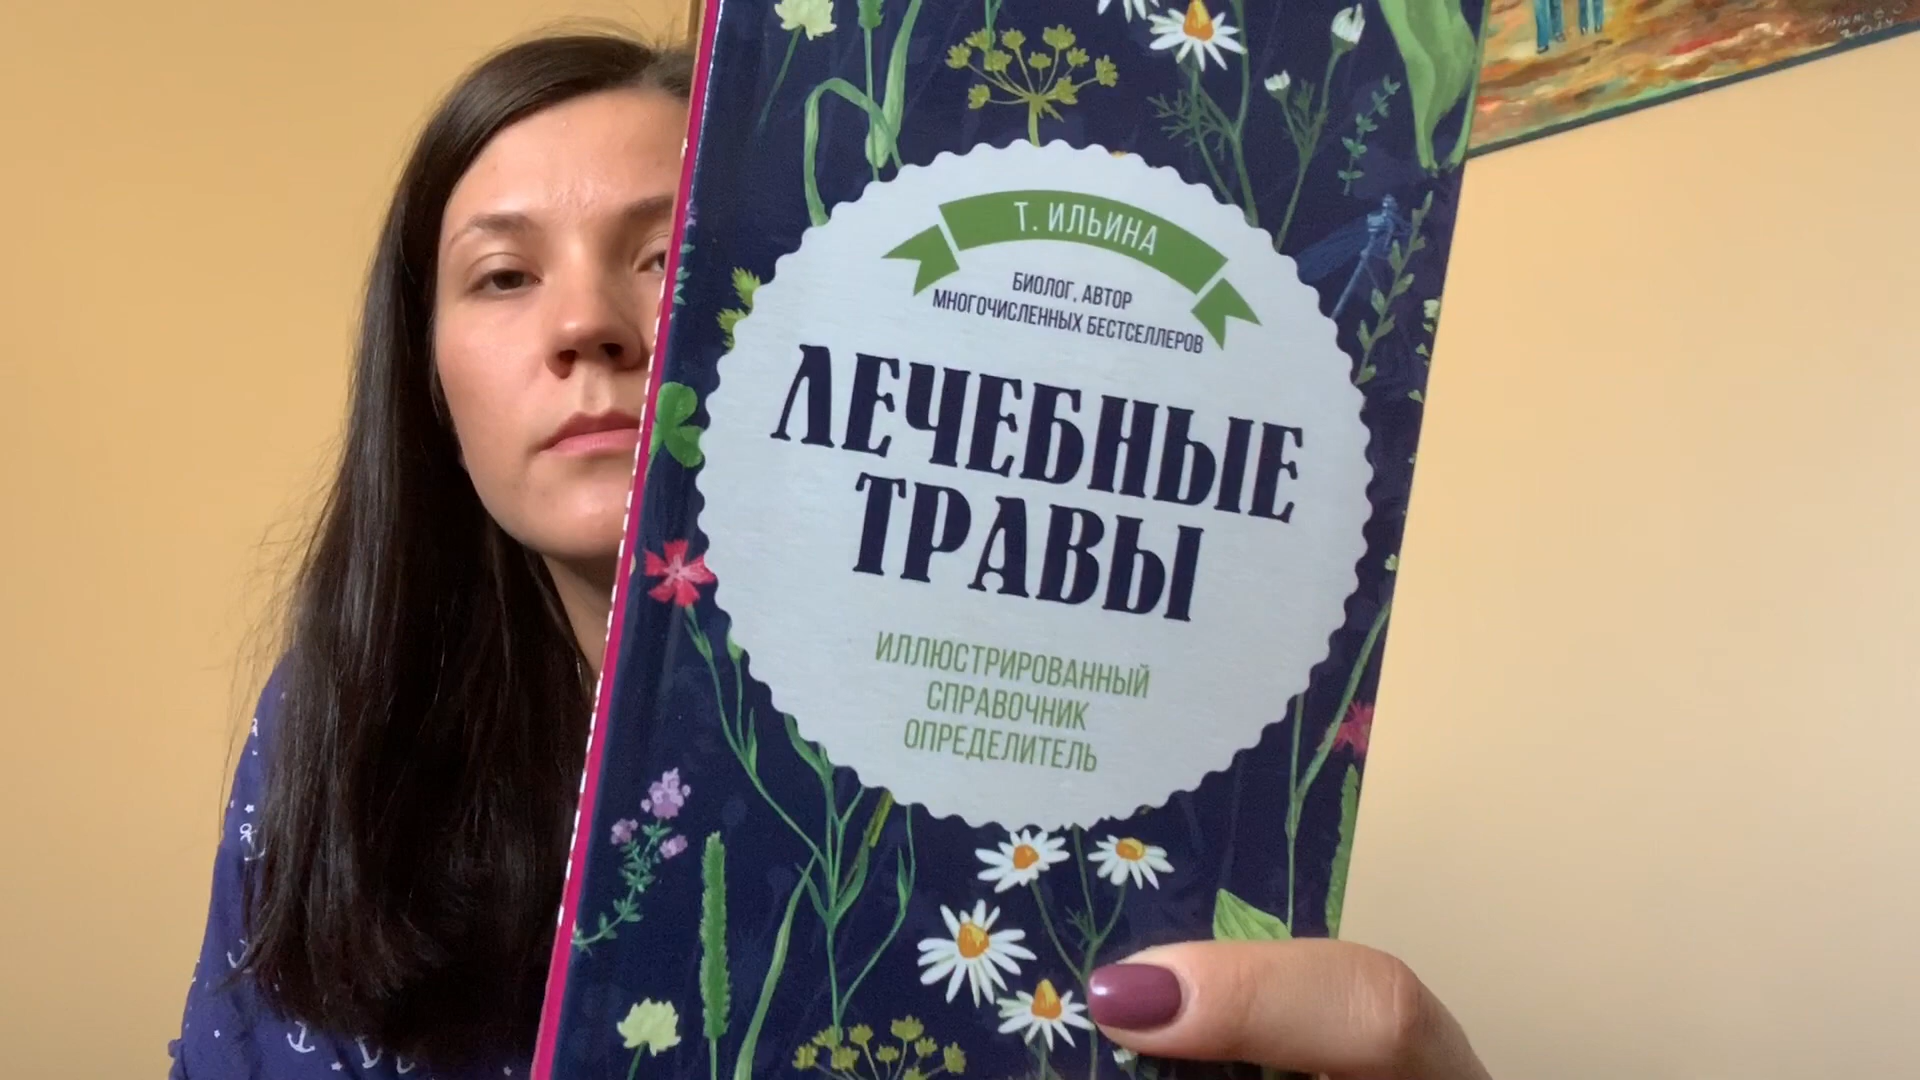 Т. ИЛЬИНА
БИОЛОГ, АВТОР
МНОГОЧИСЛЕННЫХ БЕСТСЕЛЛЕРОВ
ЛЕЧЕБНЫЕ
ТРАВЫ
ИЛЛЮСТРИРОВАННЫЙ
СПРАВОЧНИК
ОПРЕДЕЛИТЕЛЬ